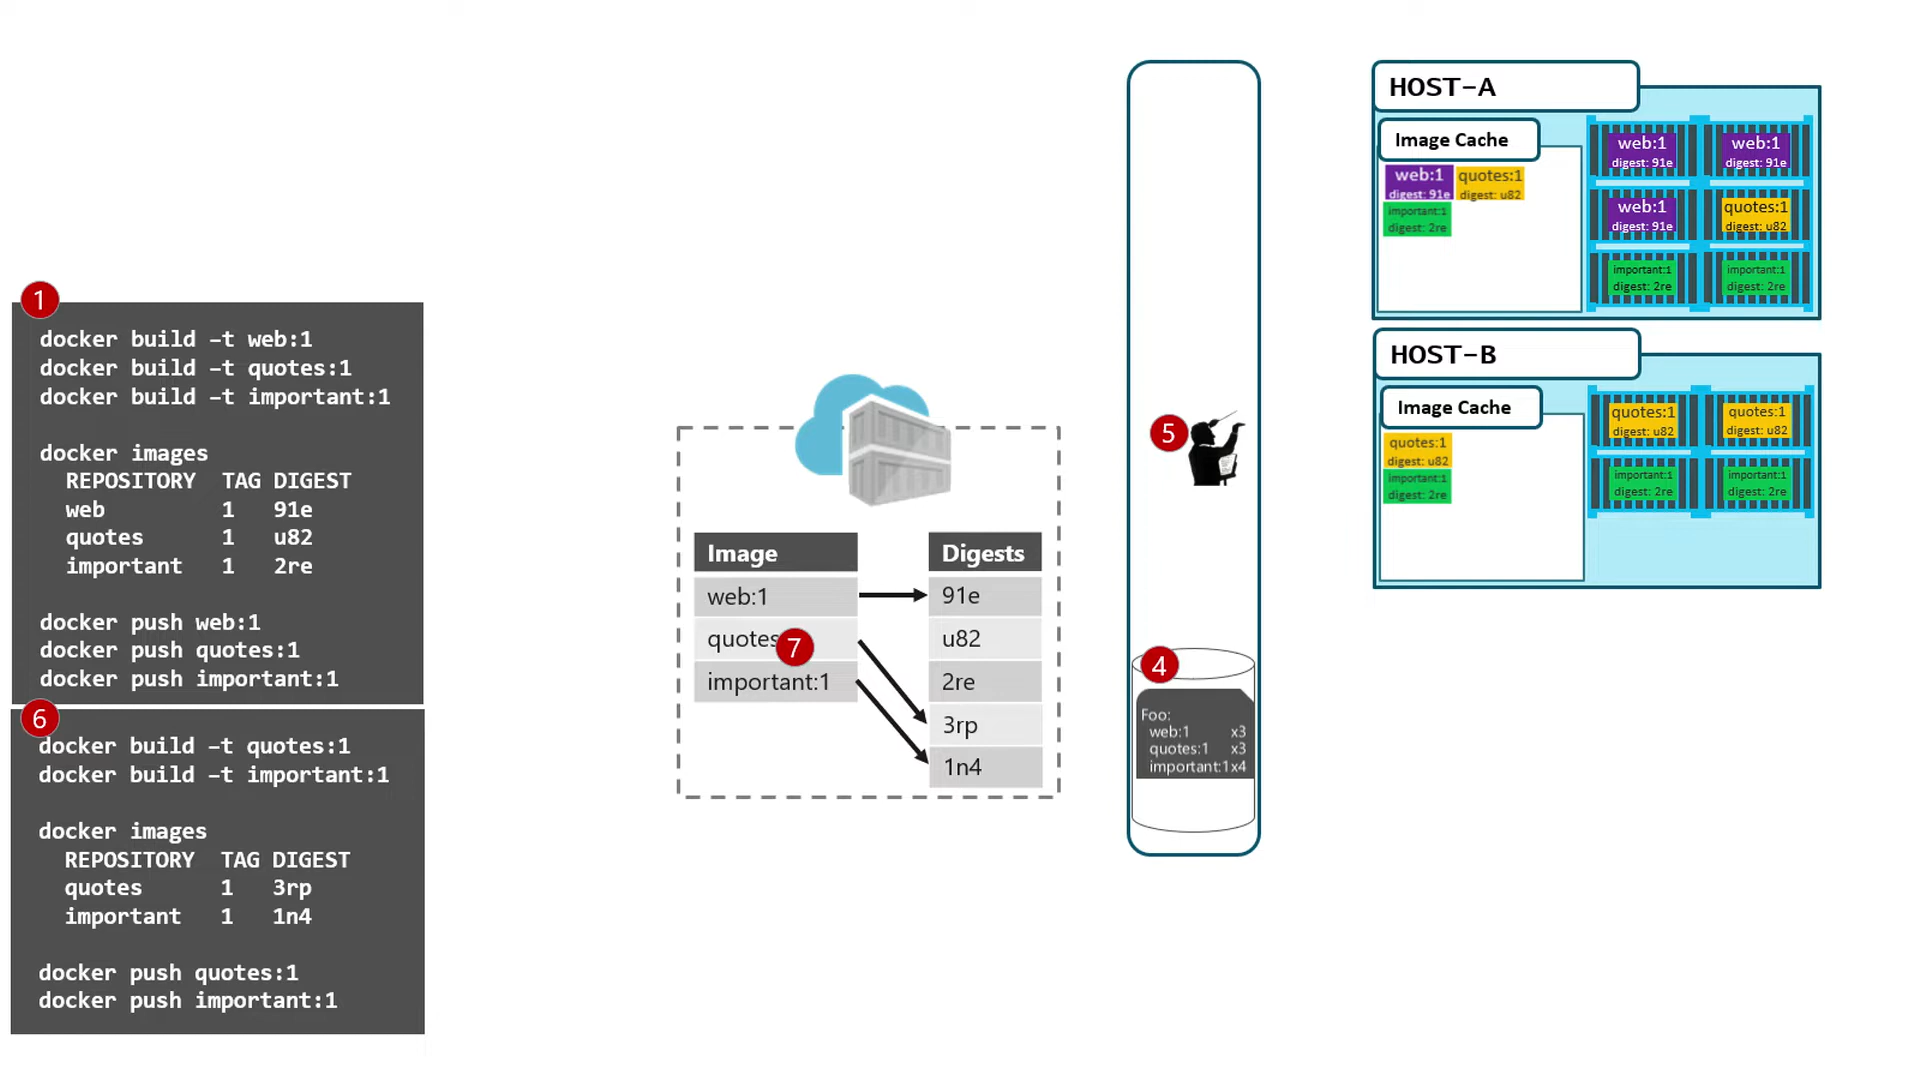 1
docker build –t web:1
docker build –t quotes:1
docker build –t important:1
docker images
REPOSITORY TAG DIGEST
web 1 91e
quotes 1 u82
important 1 2re
docker push web:1
docker push quotes:1
docker push important:1
6
docker build –t quotes:1
docker build –t important:1
docker images
REPOSITORY TAG DIGEST
quotes 1 3rp
important 1 1n4
docker push quotes:1
docker push important:1
Image
web:1
quotes
7
important:1
Digests
91e
u82
2re
3rp
1n4
5
4
Foo:
web:1 x3
quotes:1 x3
important:1x4
HOST-A
Image Cache
web:1
digest: 91e
quotes:1
digest: u82
important:1
digest: 2re
web:1
digest: 91e
web:1
digest: 91e
web:1
digest: 91e
quotes:1
digest: u82
important:1
digest: 2re
important:1
digest: 2re
HOST-B
Image Cache
quotes:1
digest: u82
important:1
digest: 2re
quotes:1
digest: u82
quotes:1
digest: u82
important:1
digest: 2re
important:1
digest: 2re